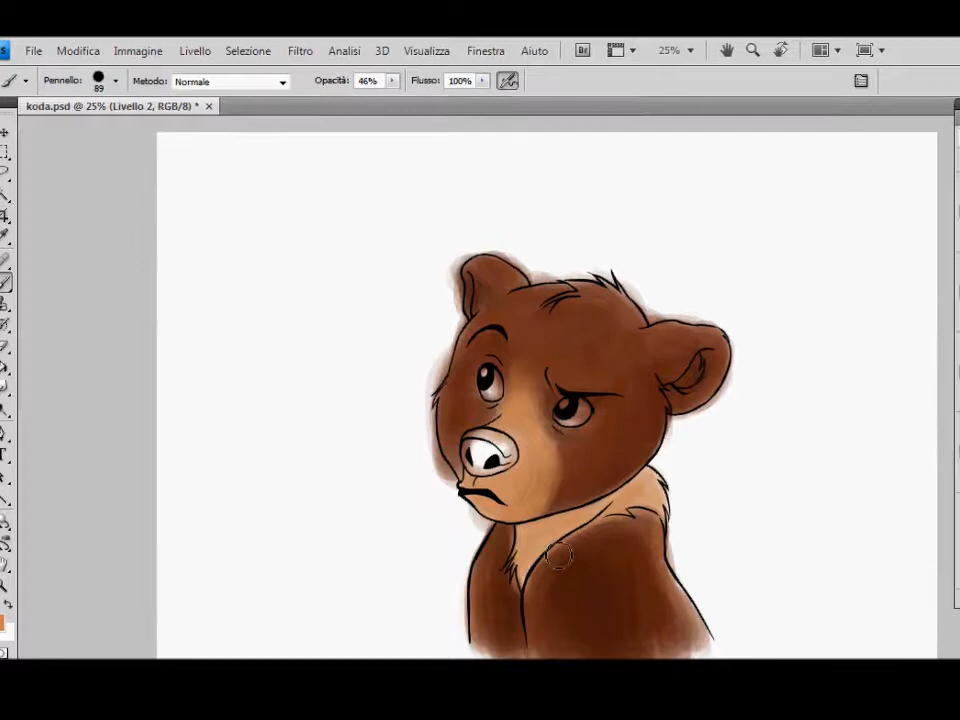 File Modifica Immagine Livello Selezione Filtro Analisi 3D Visualizza Finestra Aiuto Br 25%
Pennello: 89 Metodo: Normale Opacità: 46% Flusso: 100%
koda.psd @ 25% (Livello 2, RGB/8) *